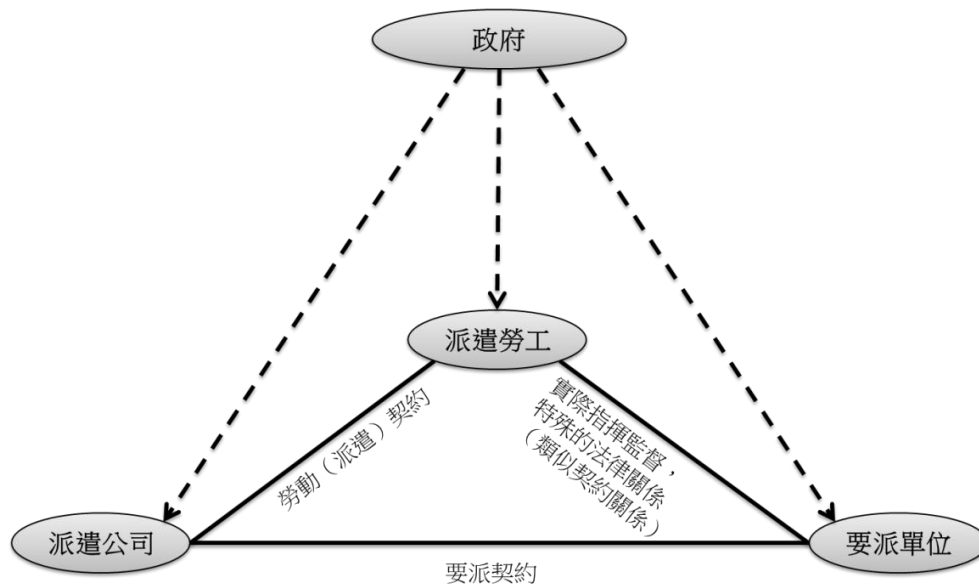 政府
派遣勞工
勞動（派遣）契約
實際指揮監督，
特殊的法律關係
（類似契約關係）
派遣公司
要派單位
要派契約